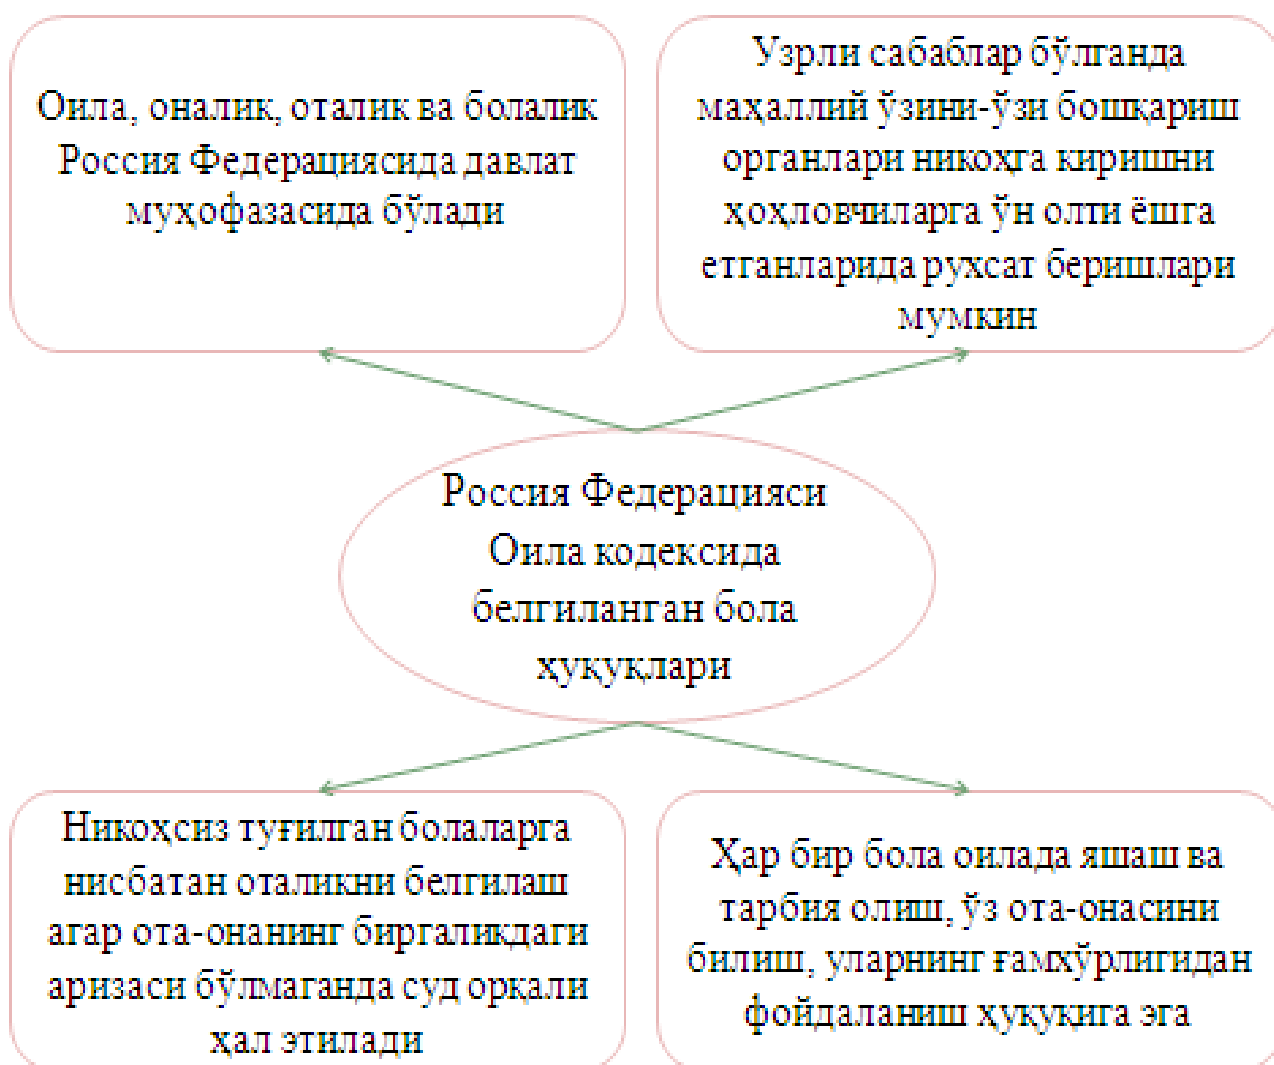 Оила, оналик, оталик ва болалик
Россия Федерациясида давлат
муҳофазасида бўлади
Узрли сабаблар бўлганда
маҳаллий ўзини-ўзи бошқариш
органлари никоҳга киришни
ҳоҳловчиларга ўн олти ёшга
етганларида рухсат беришлари
мумкин
Россия Федерацияси
Оила кодексида
белгиланган бола
ҳуқуқлари
Никоҳсиз туғилган болаларга
нисбатан оталикни белгилаш
агар ота-онанинг биргаликдаги
аризаси бўлмаганда суд орқали
ҳал этилади
Ҳар бир бола оилада яшаш ва
тарбия олиш, ўз ота-онасини
билиш, уларнинг ғамхўрлигидан
фойдаланиш ҳуқуқига эга